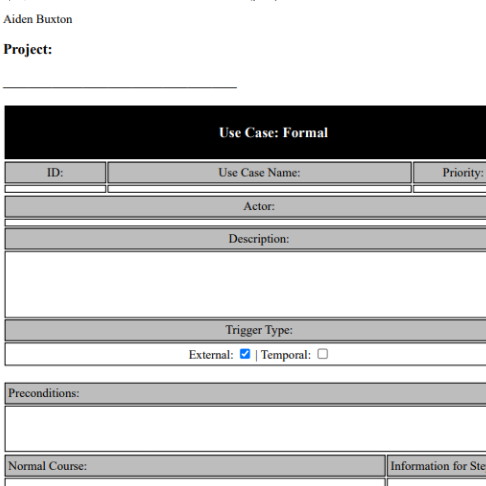 Aiden Buxton
Project:
Use Case: Formal
ID: Use Case Name: Priority:
Actor:
Description:
Trigger Type:
External: | Temporal:
Preconditions:
Normal Course: Information for